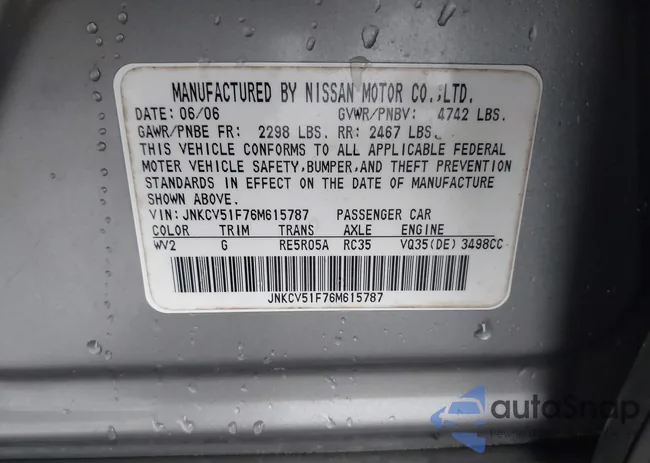 MANUFACTURED BY NISSAN MOTOR CO.,LTD.
DATE: 06/06 GVWR/PNBV: 4742 LBS.
GAWR/PNBE FR: 2298 LBS. RR: 2467 LBS.
THIS VEHICLE CONFORMS TO ALL APPLICABLE FEDERAL
MOTOR VEHICLE SAFETY,BUMPER,AND THEFT PREVENTION
STANDARDS IN EFFECT ON THE DATE OF MANUFACTURE
SHOWN ABOVE.
VIN: JNKCV51F76M615787 PASSENGER CAR
COLOR TRIM TRANS AXLE ENGINE
WV2 G RE5R05A RC35 VQ35(DE) 3498CC
JNKCV51F76M615787
autoSnap